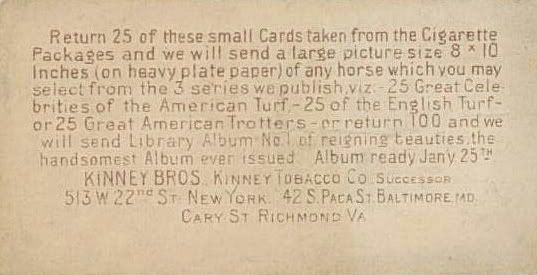 Return 25 of these small Cards taken from the Cigarette
Packages and we will send a large picture size 8 x 10
Inches (on heavy plate paper) of any horse which you may
select from the 3 series we publish, viz:- 25 Great Cele-
brities of the American Turf,- 25 of the English Turf-
or 25 Great American Trotters - or return 100 and we
will send Library Album No.1 of reigning beauties, the
handsomest Album ever issued. Album ready Jany 25TH
KINNEY BROS. KINNEY TOBACCO CO. SUCCESSOR
513 W 22nd ST. NEW YORK. 42 S. PACA ST. BALTIMORE, MD.
CARY ST RICHMOND VA